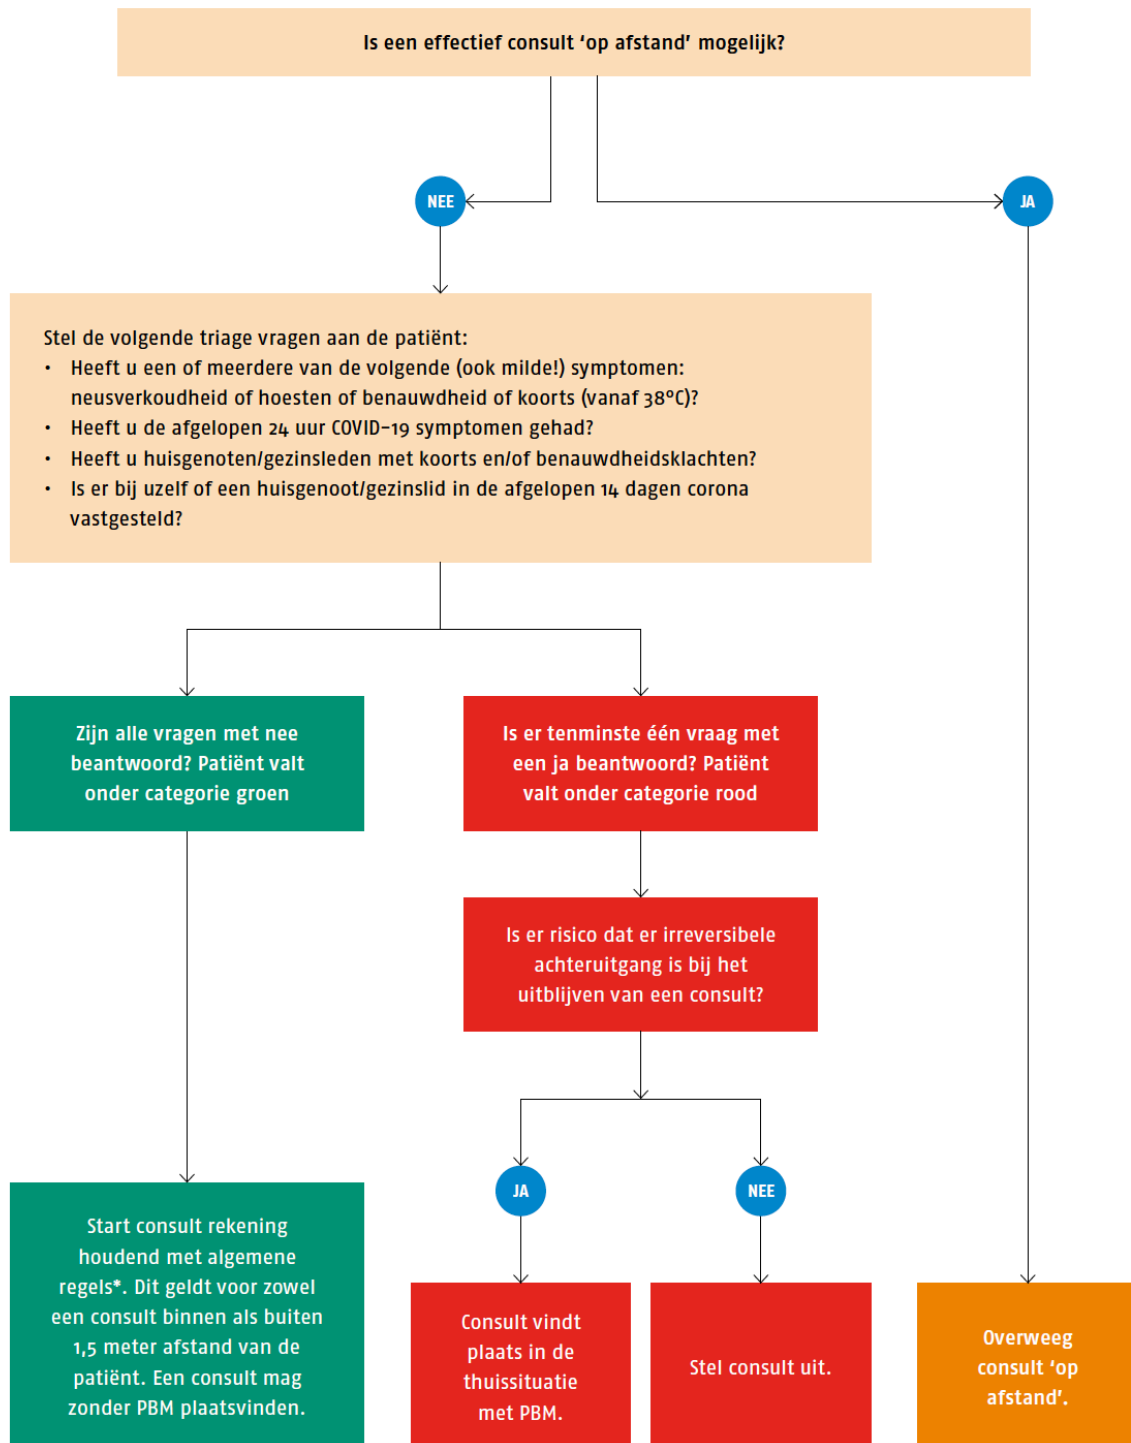 Is een effectief consult ‘op afstand’ mogelijk?
NEE
JA
Stel de volgende triage vragen aan de patiënt:
• Heeft u een of meerdere van de volgende (ook milde!) symptomen:
neusverkoudheid of hoesten of benauwdheid of koorts (vanaf 38°C)?
• Heeft u de afgelopen 24 uur COVID-19 symptomen gehad?
• Heeft u huisgenoten/gezinsleden met koorts en/of benauwdheidsklachten?
• Is er bij uzelf of een huisgenoot/gezinslid in de afgelopen 14 dagen corona
vastgesteld?
Zijn alle vragen met nee
beantwoord? Patiënt valt
onder categorie groen
Is er tenminste één vraag met
een ja beantwoord? Patiënt
valt onder categorie rood
Is er risico dat er irreversibele
achteruitgang is bij het
uitblijven van een consult?
JA
NEE
Start consult rekening
houdend met algemene
regels*. Dit geldt voor zowel
een consult binnen als buiten
1,5 meter afstand van de
patiënt. Een consult mag
zonder PBM plaatsvinden.
Consult vindt
plaats in de
thuissituatie
met PBM.
Stel consult uit.
Overweeg
consult ‘op
afstand’.